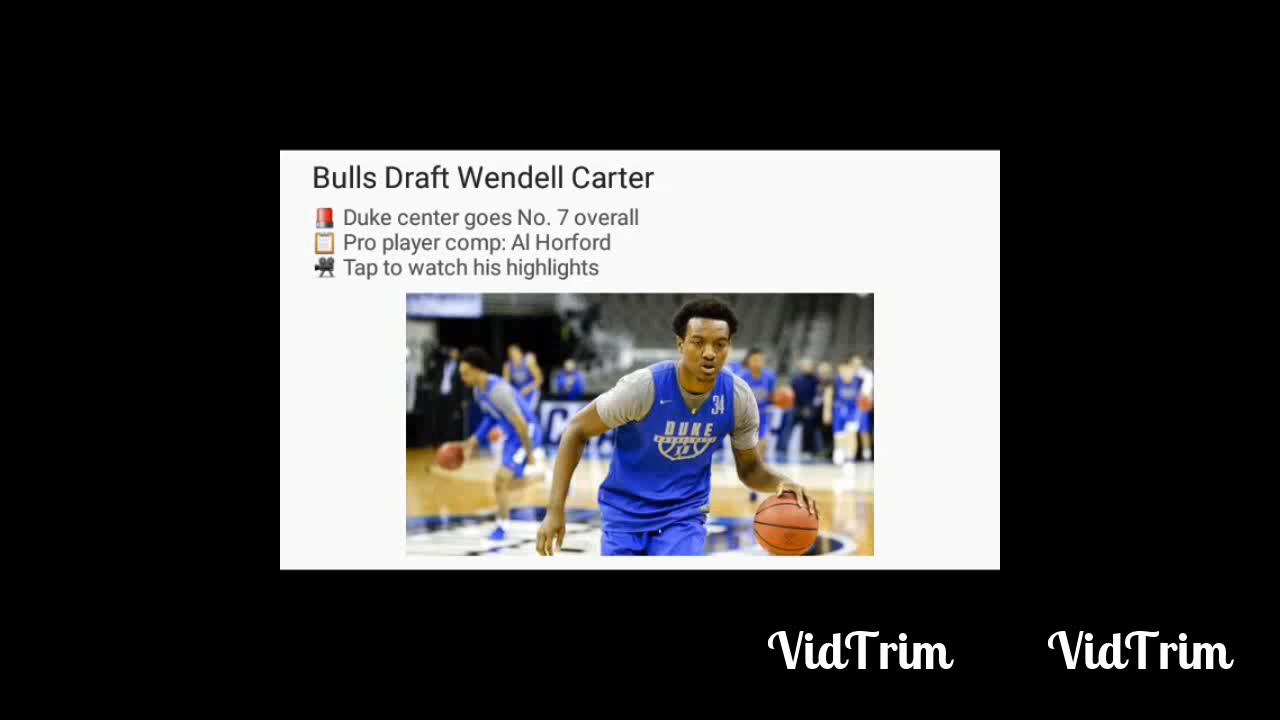 Bulls Draft Wendell Carter
🚨 Duke center goes No. 7 overall
📋 Pro player comp: Al Horford
🎥 Tap to watch his highlights
34
DUKE
VidTrim VidTrim